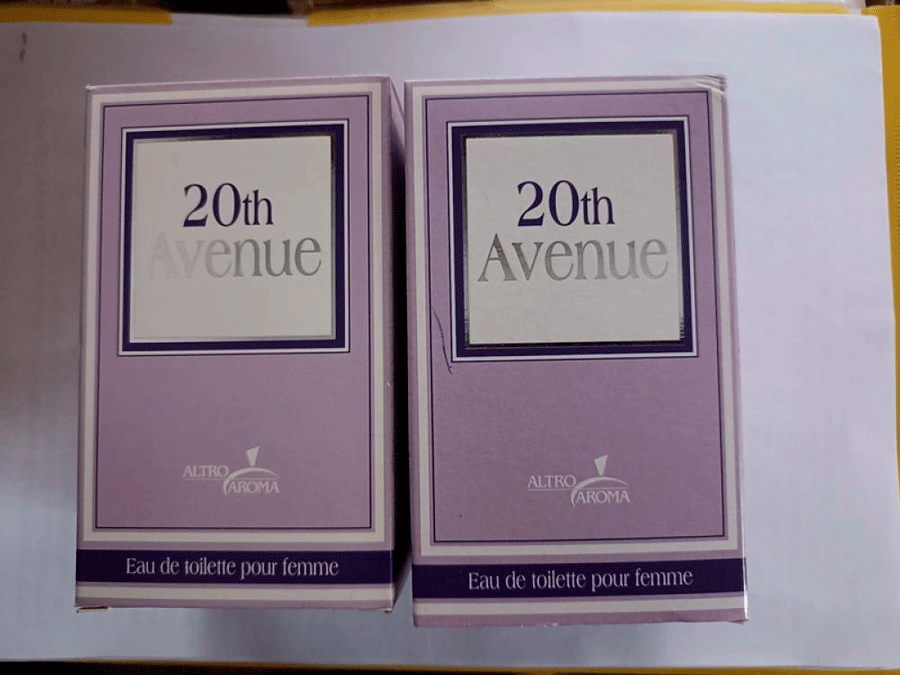 20th
Avenue
ALTRO
AROMA
Eau de toilette pour femme
20th
Avenue
ALTRO
AROMA
Eau de toilette pour femme